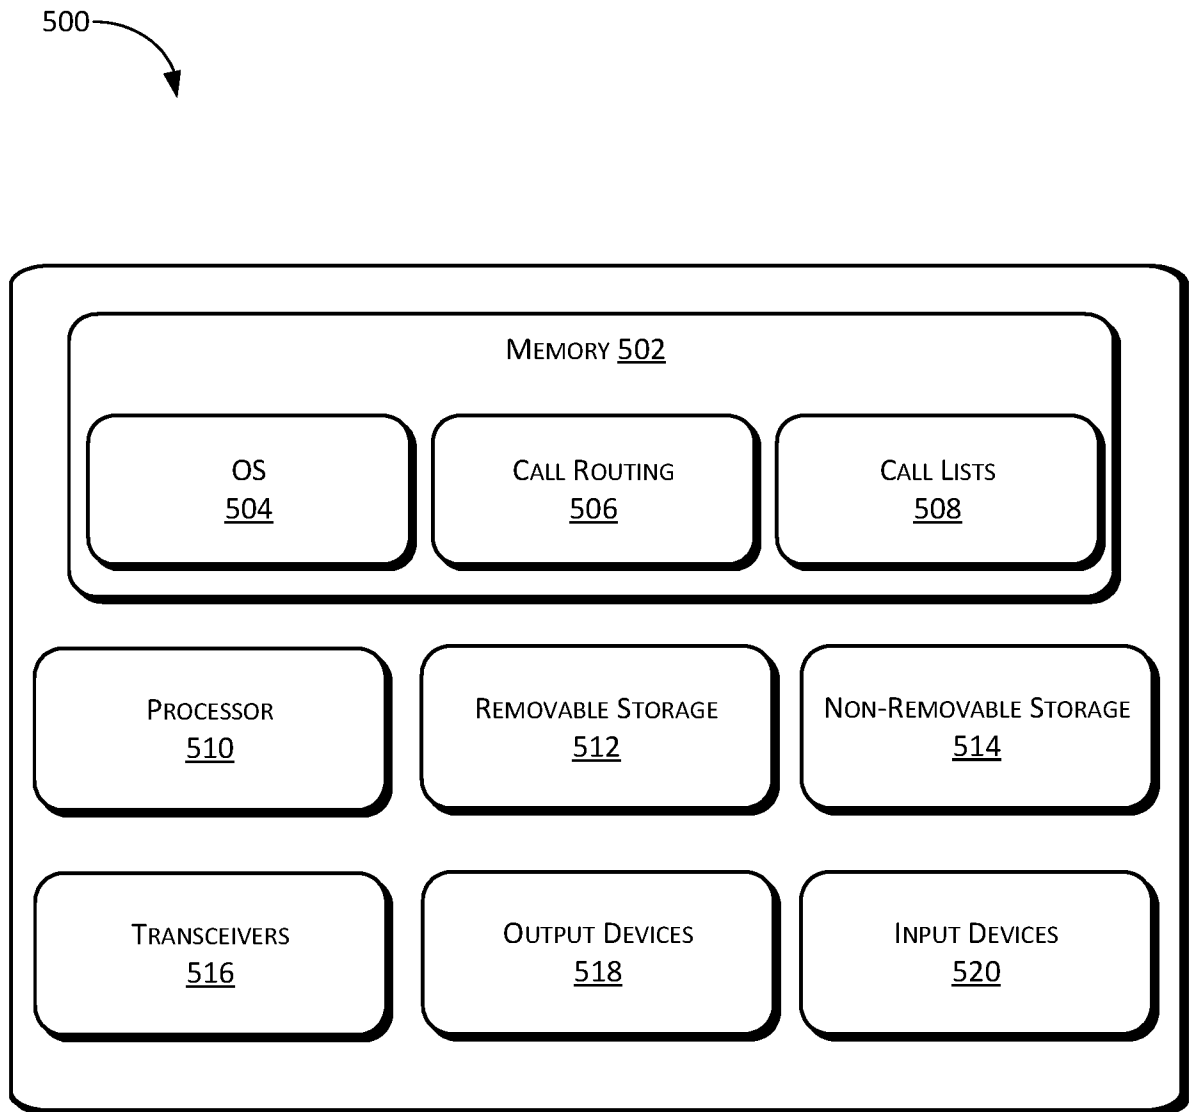 500
MEMORY 502
OS
504
CALL ROUTING
506
CALL LISTS
508
PROCESSOR
510
REMOVABLE STORAGE
512
NON-REMOVABLE STORAGE
514
TRANSCEIVERS
516
OUTPUT DEVICES
518
INPUT DEVICES
520